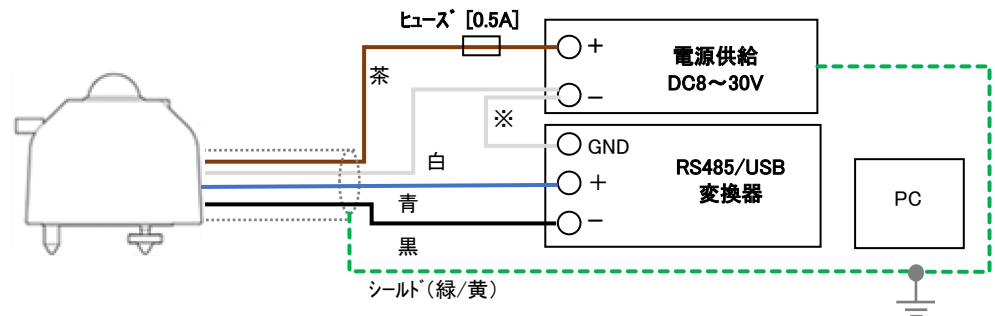 ヒューズ [0.5A]
＋
電源供給
DC8～30V
茶
－
※
GND
白
RS485/USB
変換器
＋
PC
青
－
黒
シールド（緑/黄）